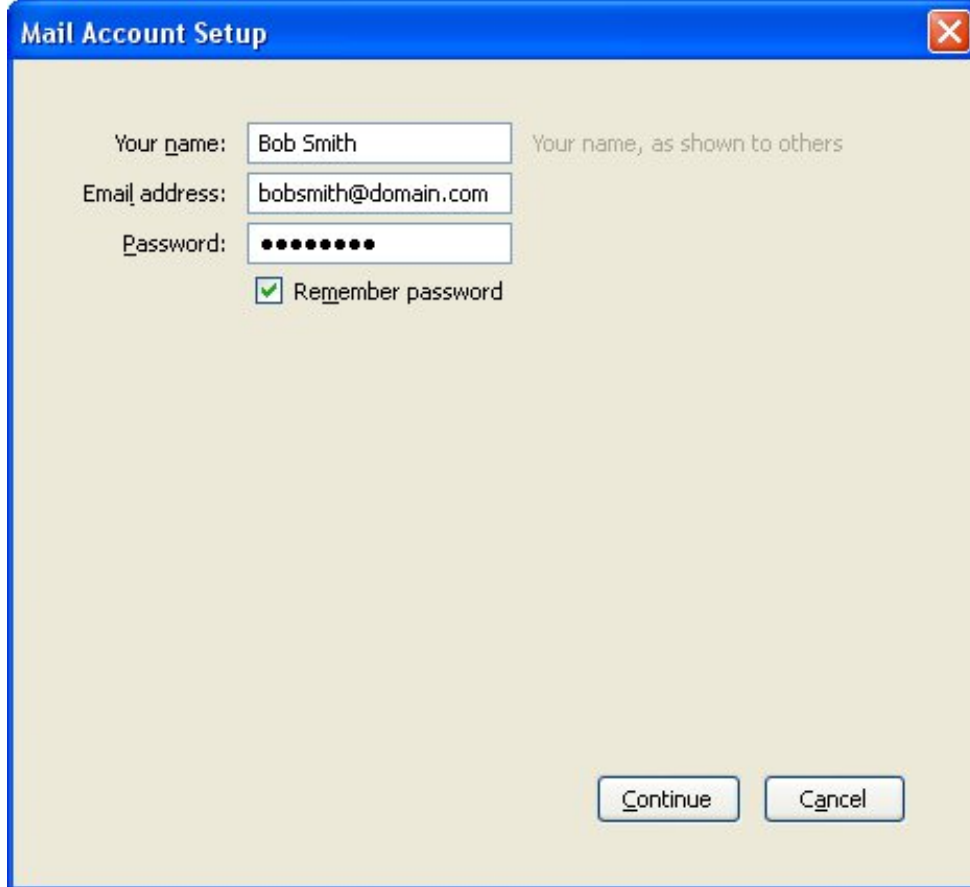 Mail Account Setup
Your name: Bob Smith Your name, as shown to others
Email address: bobsmith@domain.com
Password: ●●●●●●●●
Remember password
Continue Cancel